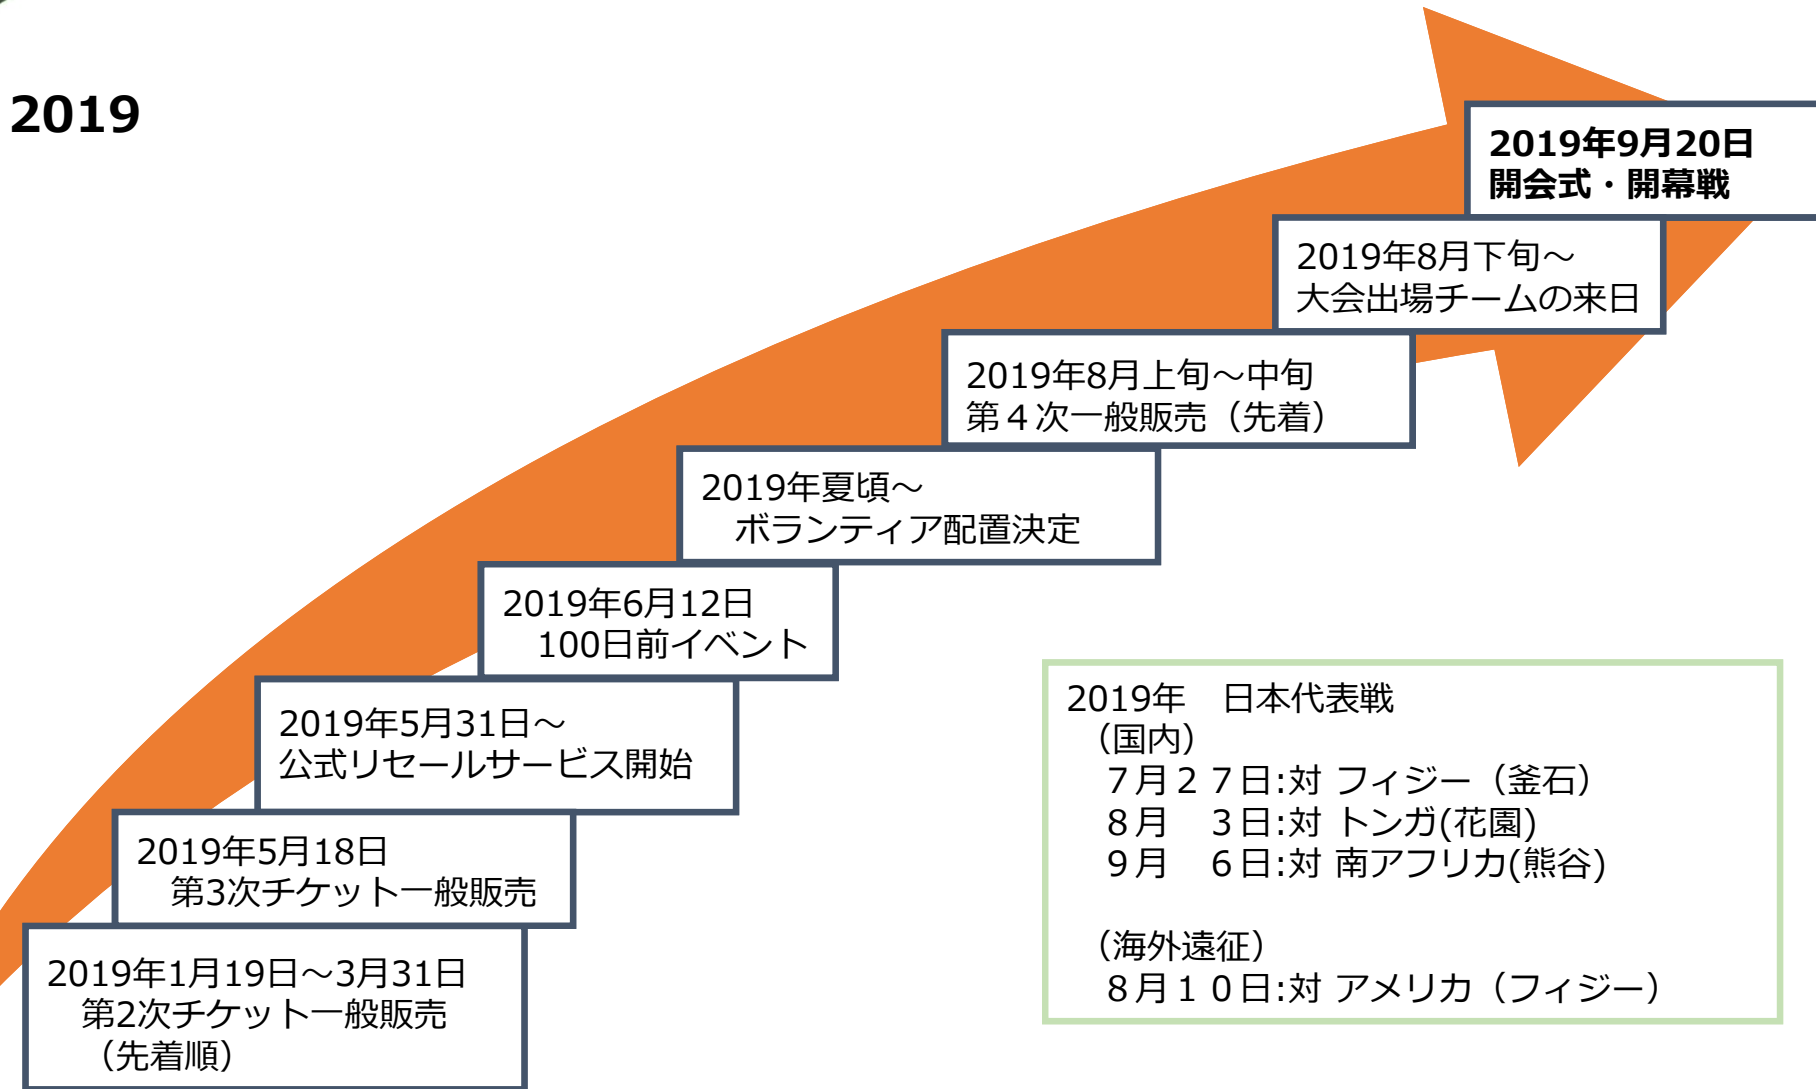 2019
2019年9月20日
開会式・開幕戦
2019年8月下旬～
大会出場チームの来日
2019年8月上旬～中旬
第４次一般販売（先着）
2019年夏頃～
ボランティア配置決定
2019年6月12日
100日前イベント
2019年5月31日～
公式リセールサービス開始
2019年5月18日
第3次チケット一般販売
2019年1月19日～3月31日
第2次チケット一般販売
（先着順）
2019年　日本代表戦
（国内）
７月２７日:対 フィジー（釜石）
８月　３日:対 トンガ(花園)
９月　６日:対 南アフリカ(熊谷)
（海外遠征）
８月１０日:対 アメリカ（フィジー）